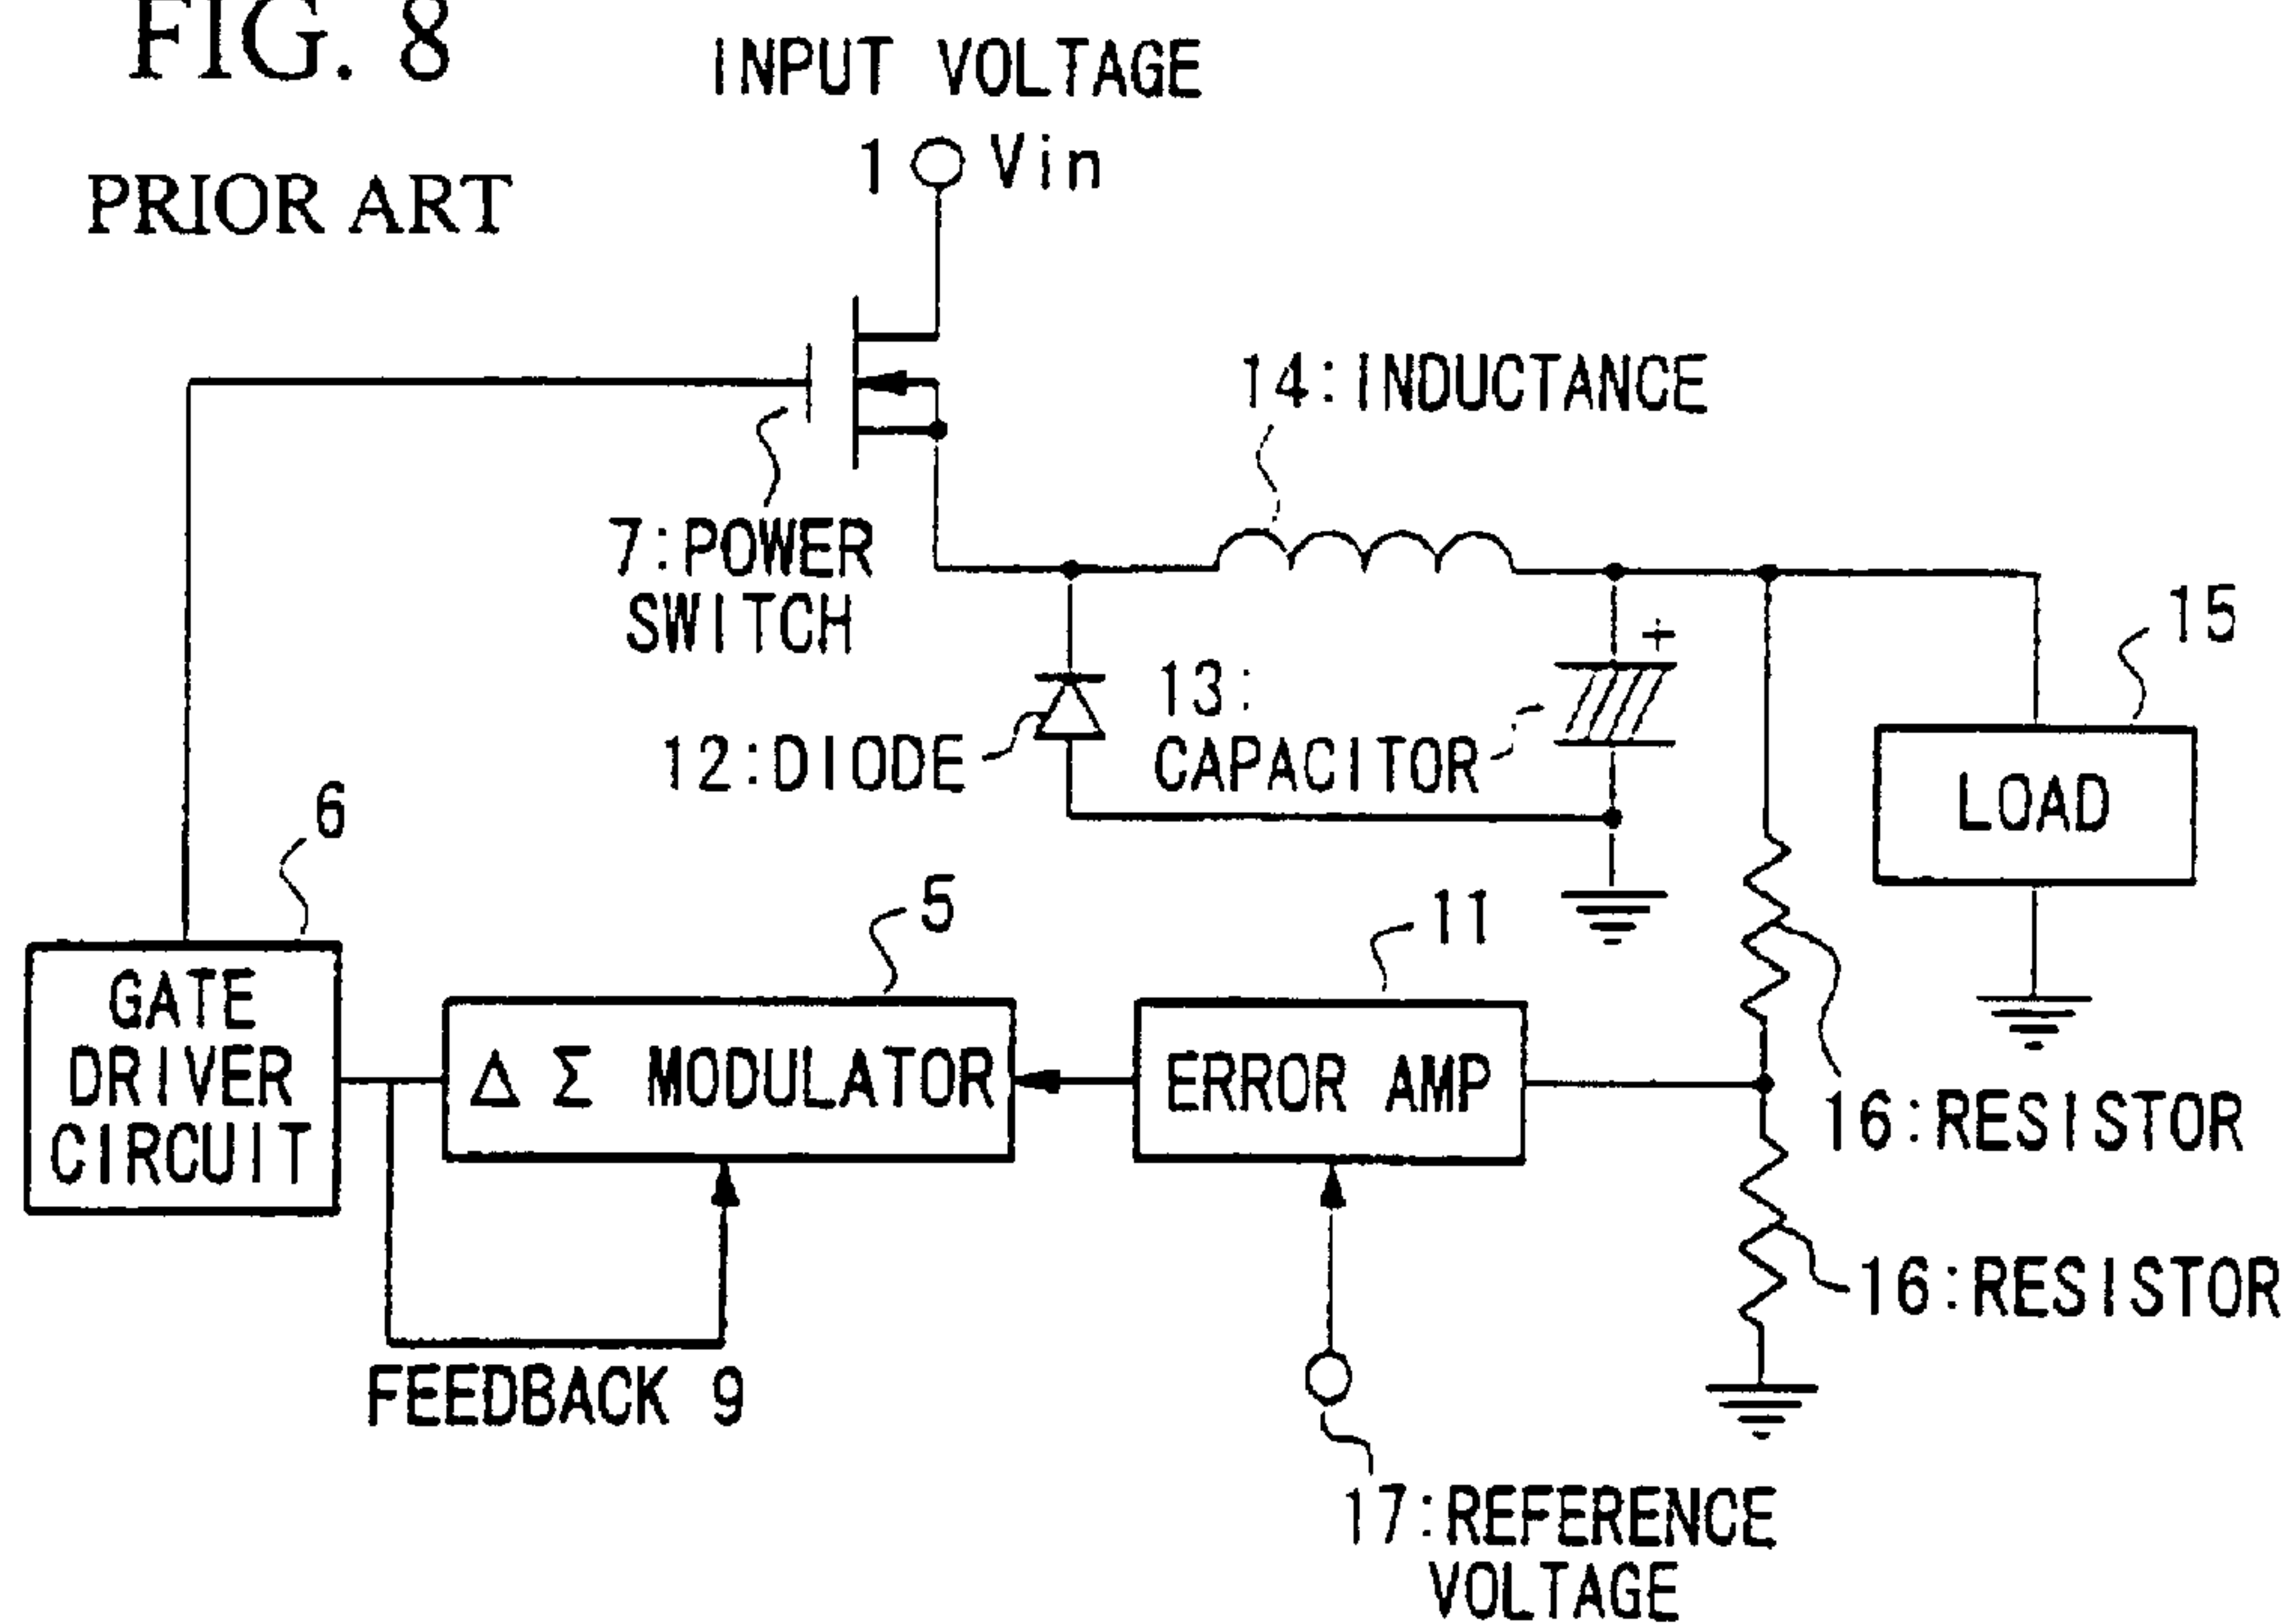 FIG. 8
PRIOR ART
INPUT VOLTAGE
1 Vin
14:INDUCTANCE
7:POWER
SWITCH
15
13:
CAPACITOR
+
12:DIODE
LOAD
6
5
11
GATE
DRIVER
CIRCUIT
Δ Σ MODULATOR
ERROR AMP
16:RESISTOR
16:RESISTOR
FEEDBACK 9
17:REFERENCE
VOLTAGE